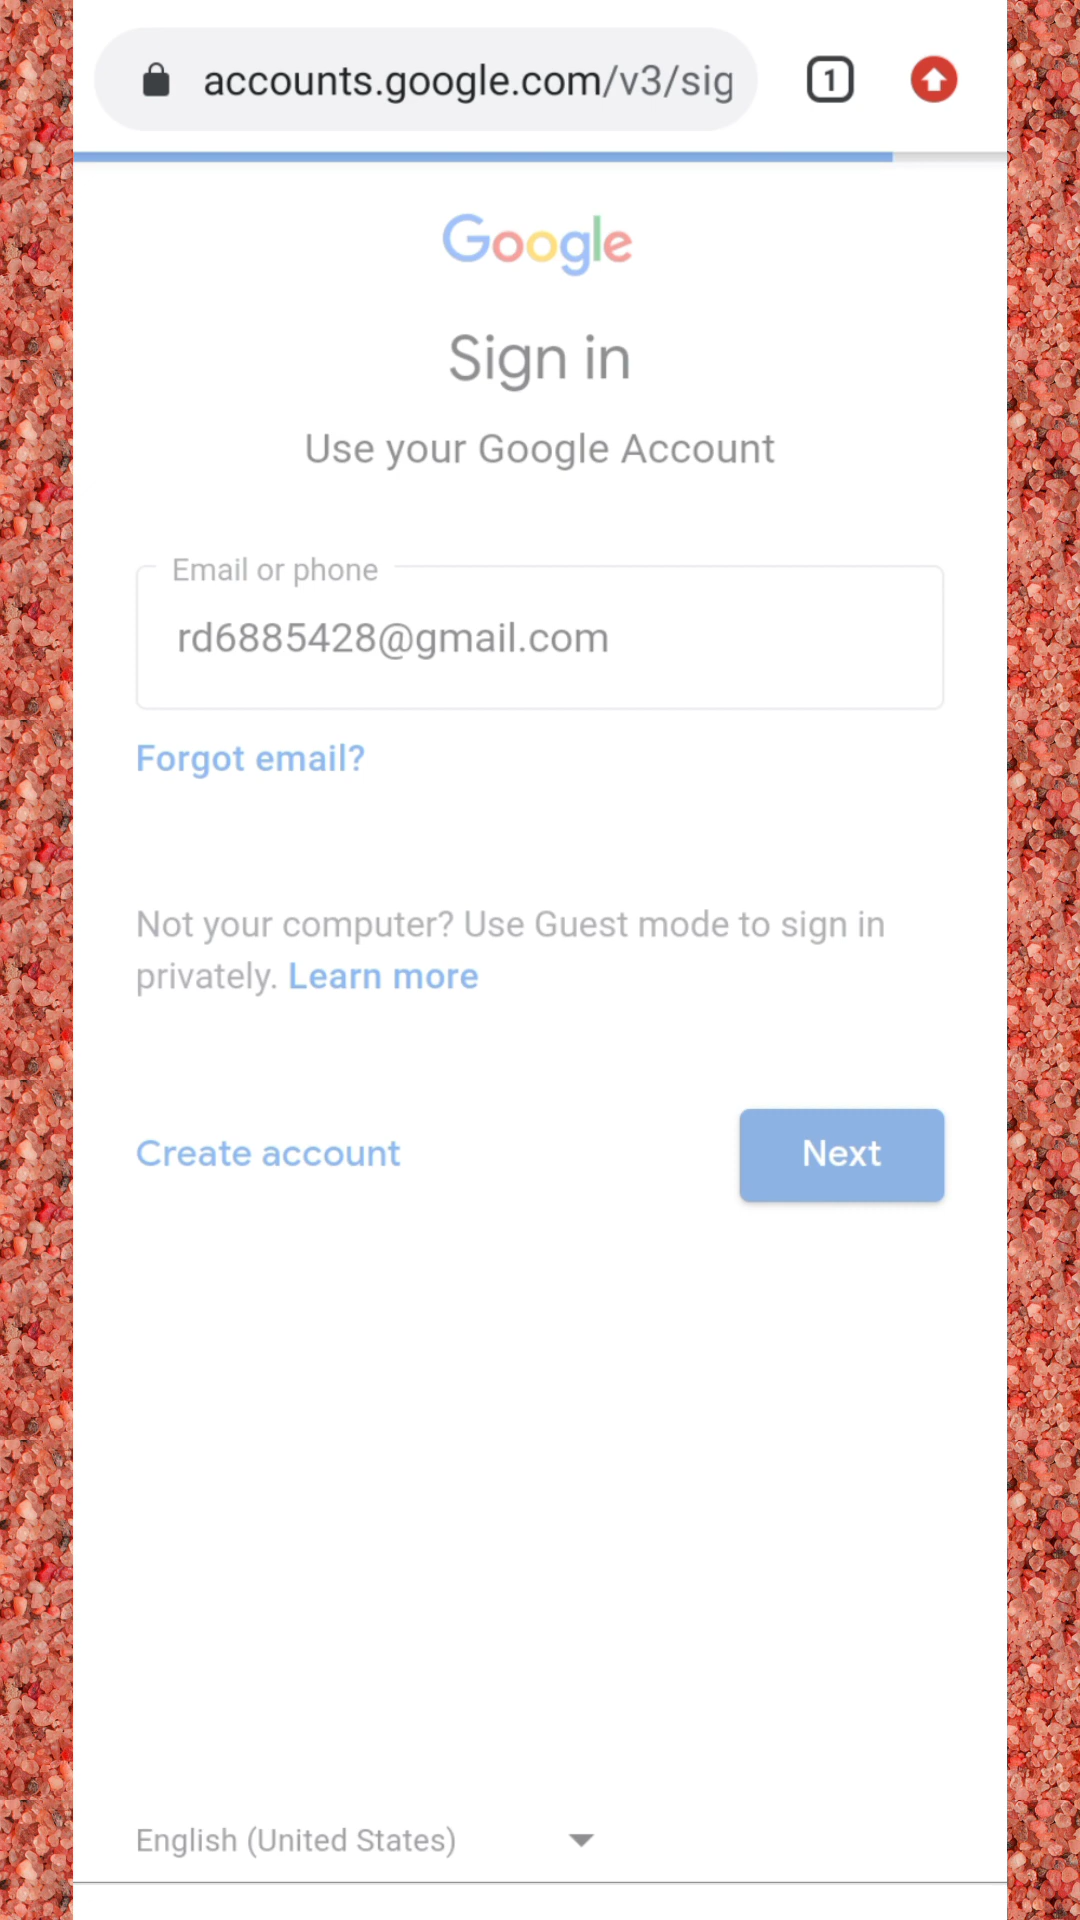 accounts.google.com/v3/sig
1
Google
Sign in
Use your Google Account
Email or phone
rd6885428@gmail.com
Forgot email?
Not your computer? Use Guest mode to sign in
privately. Learn more
Create account
Next
English (United States)